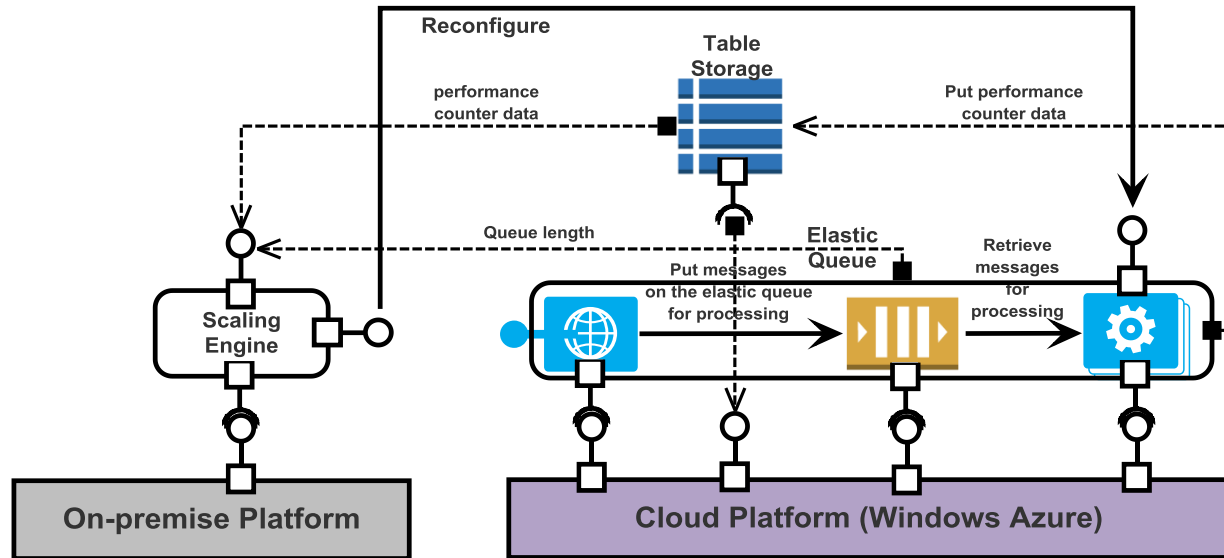 Reconfigure
Table
Storage
performance
counter data
Put performance
counter data
Queue length
Elastic
Queue
Retrieve
messages
for
processing
Put messages
on the elastic queue
for processing
Scaling
Engine
On-premise Platform
Cloud Platform (Windows Azure)